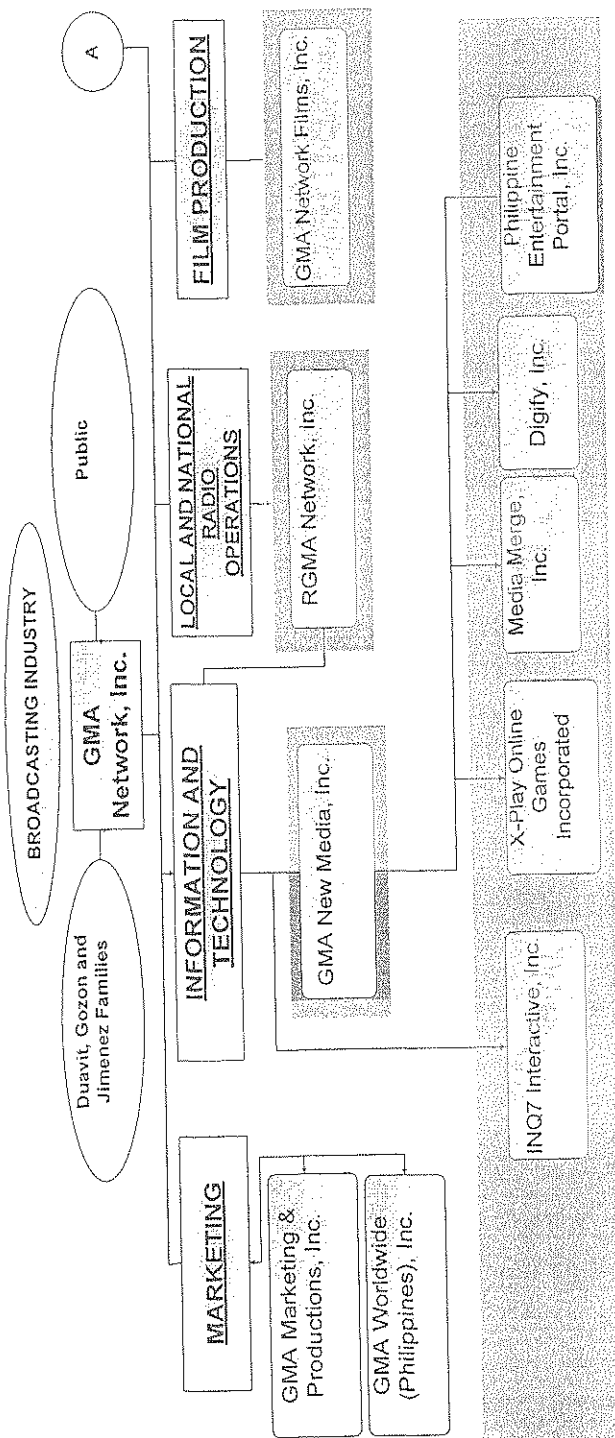 BROADCASTING INDUSTRY
Duavit, Gozon and
Jimenez Families
GMA
Network, Inc.
Public
A
MARKETING
INFORMATION AND
TECHNOLOGY
LOCAL AND NATIONAL
RADIO
OPERATIONS
FILM PRODUCTION
GMA Marketing &
Productions, Inc.
GMA Worldwide
(Philippines), Inc.
GMA New Media, Inc.
RGMA Network, Inc.
GMA Network Films, Inc.
INQ7 Interactive, Inc.
X-Play Online
Games
Incorporated
Media Merge,
Inc.
Digify, Inc.
Philippine
Entertainment
Portal, Inc.